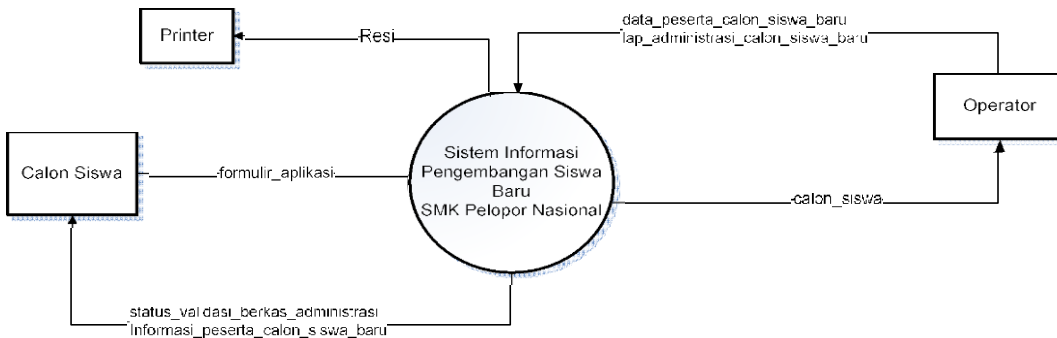 Printer
Resi
data_peserta_calon_siswa_baru
lap_administrasi_calon_siswa_baru
Operator
Calon Siswa
formulir_aplikasi
Sistem Informasi
Pengembangan Siswa
Baru
SMK Pelopor Nasional
calon_siswa
status_validasi_berkas_administrasi
Informasi_peserta_calon_siswa_baru